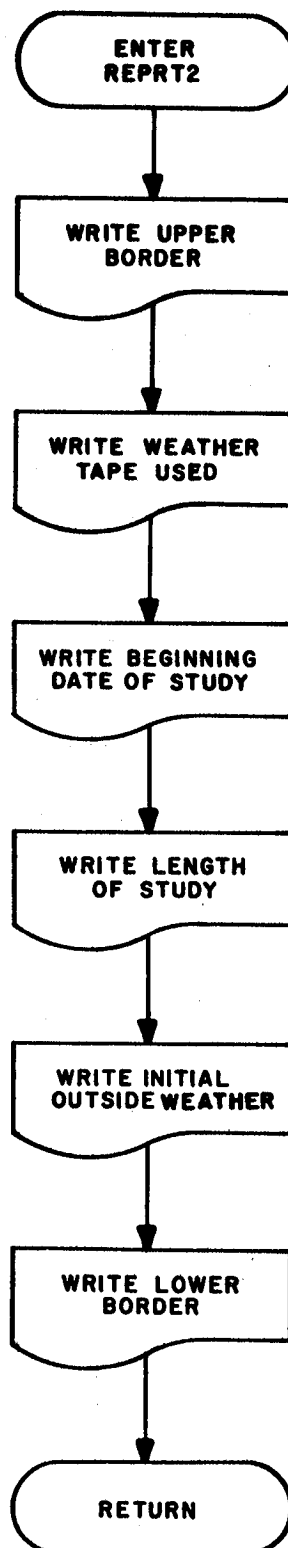 ENTER
REPRT2
WRITE UPPER
BORDER
WRITE WEATHER
TAPE USED
WRITE BEGINNING
DATE OF STUDY
WRITE LENGTH
OF STUDY
WRITE INITIAL
OUTSIDE WEATHER
WRITE LOWER
BORDER
RETURN